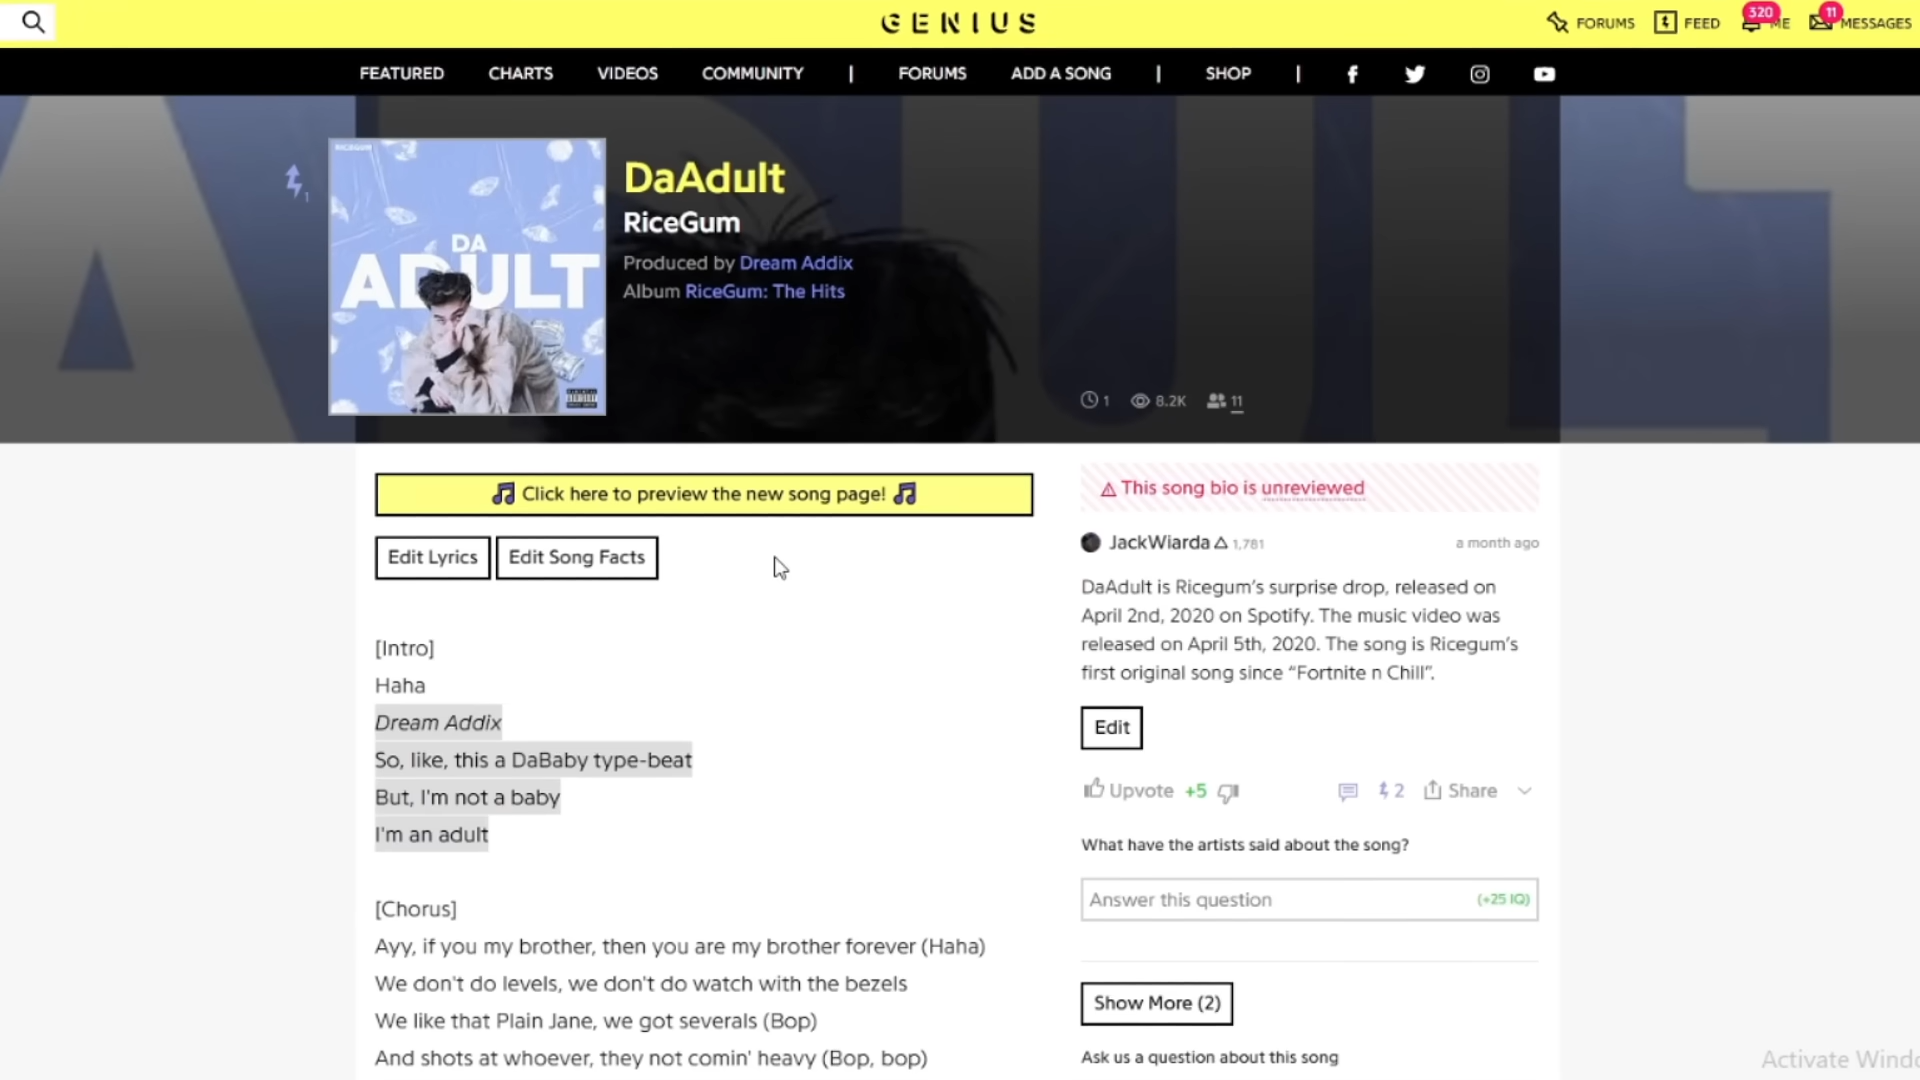 GENIUS
FORUMS
FEED
320
ME
11
MESSAGES
FEATURED CHARTS VIDEOS COMMUNITY | FORUMS ADD A SONG | SHOP |
RICEGUM
DA
ADULT
DaAdult
RiceGum
Produced by Dream Addix
Album RiceGum: The Hits
1
1 8.2K 11
Click here to preview the new song page!
Edit Lyrics Edit Song Facts
[Intro]
Haha
Dream Addix
So, like, this a DaBaby type-beat
But, I'm not a baby
I'm an adult
[Chorus]
Ayy, if you my brother, then you are my brother forever (Haha)
We don't do levels, we don't do watch with the bezels
We like that Plain Jane, we got severals (Bop)
And shots at whoever, they not comin' heavy (Bop, bop)
This song bio is unreviewed
JackWiarda 1,781 a month ago
DaAdult is Ricegum's surprise drop, released on
April 2nd, 2020 on Spotify. The music video was
released on April 5th, 2020. The song is Ricegum's
first original song since “Fortnite n Chill”.
Edit
Upvote +5 2 Share
What have the artists said about the song?
Answer this question (+25 IQ)
Show More (2)
Ask us a question about this song
Activate Windo